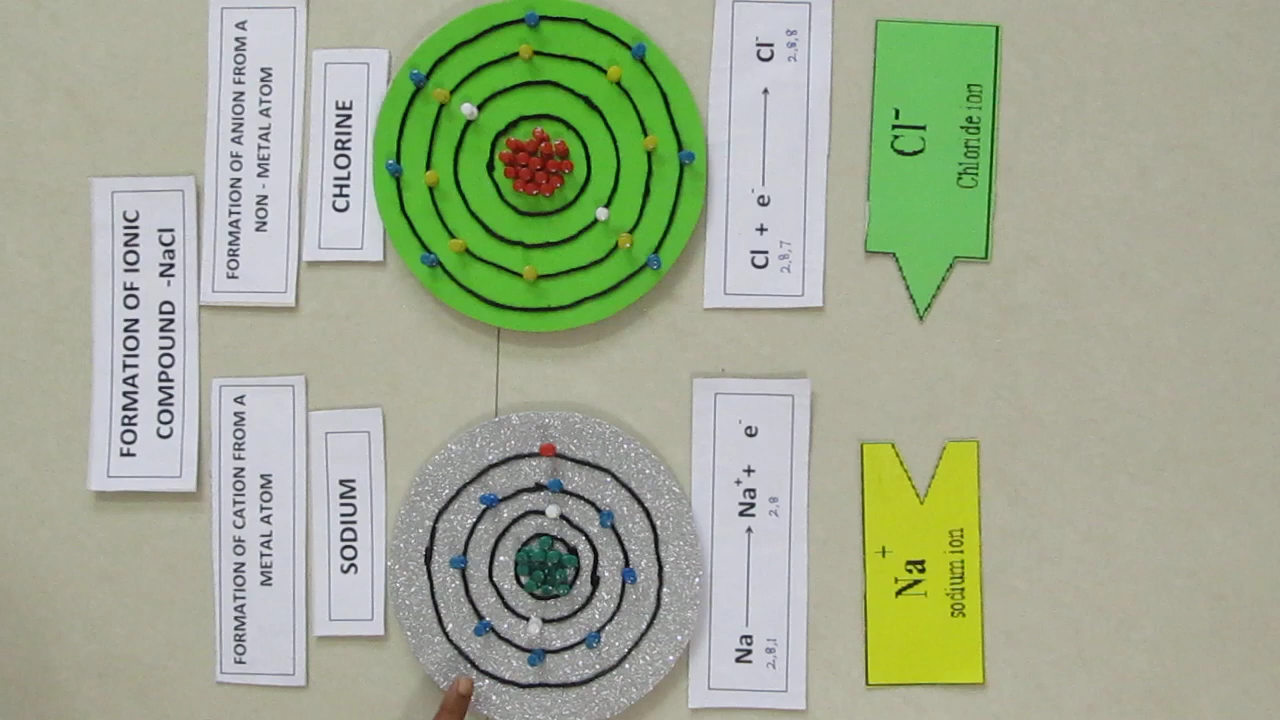 FORMATION OF IONIC
COMPOUND -NaCl
FORMATION OF CATION FROM A
METAL ATOM
SODIUM
Na ⟶ Na⁺ + e⁻
2,8,1 2,8
Na⁺
sodium ion
FORMATION OF ANION FROM A
NON - METAL ATOM
CHLORINE
Cl + e⁻ ⟶ Cl⁻
2,8,7 2,8,8
Cl⁻
Chloride ion